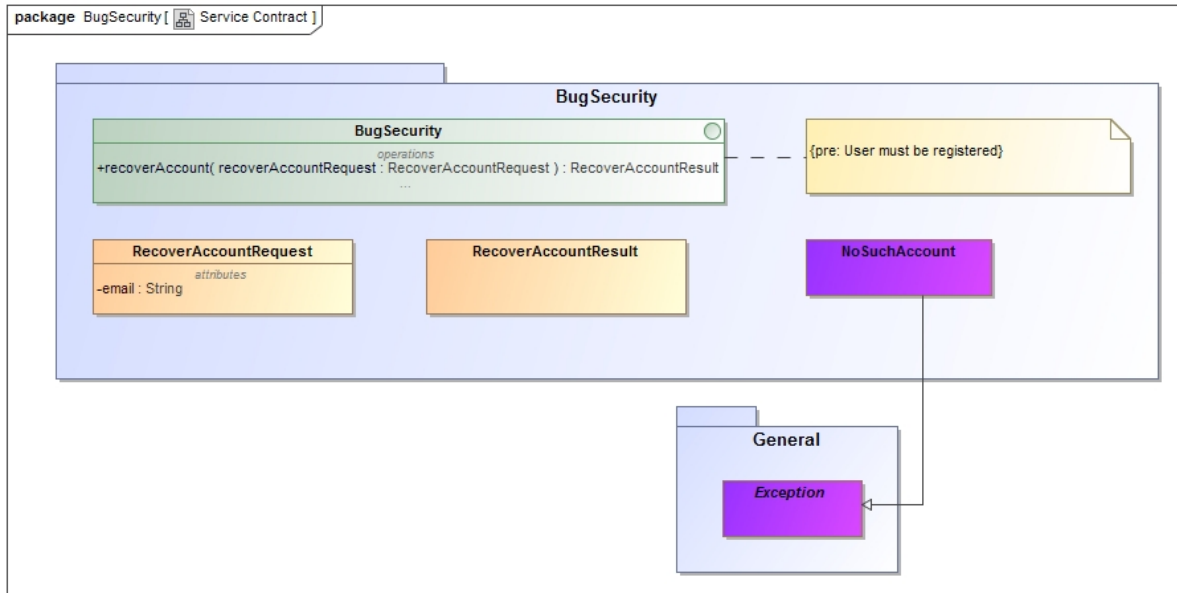 package BugSecurity [ Service Contract ]
BugSecurity
BugSecurity
operations
+recoverAccount( recoverAccountRequest : RecoverAccountRequest ) : RecoverAccountResult
...
{pre: User must be registered}
RecoverAccountRequest
attributes
-email : String
RecoverAccountResult
NoSuchAccount
General
Exception